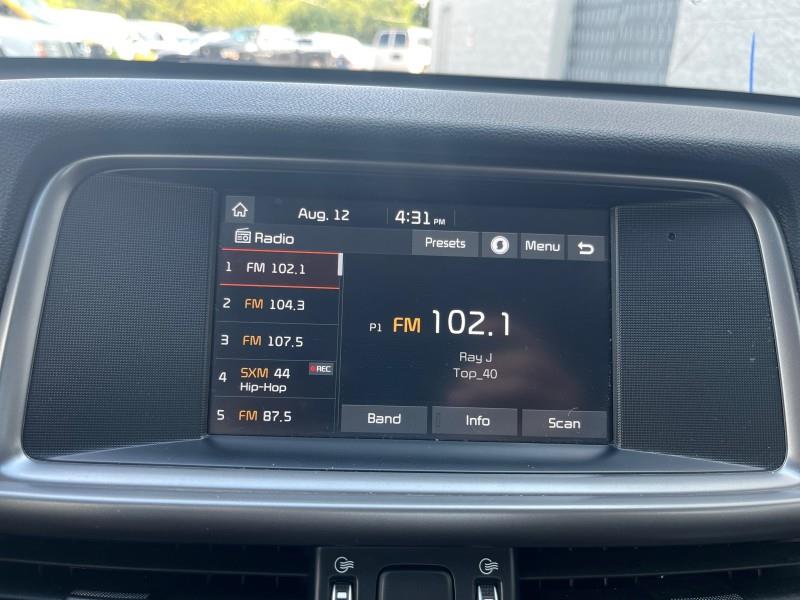 Aug. 12 4:31 PM
Radio Presets Menu
1 FM 102.1
2 FM 104.3
3 FM 107.5
4 SXM 44 REC
Hip-Hop
5 FM 87.5
P1 FM 102.1
Ray J
Top_40
Band Info Scan